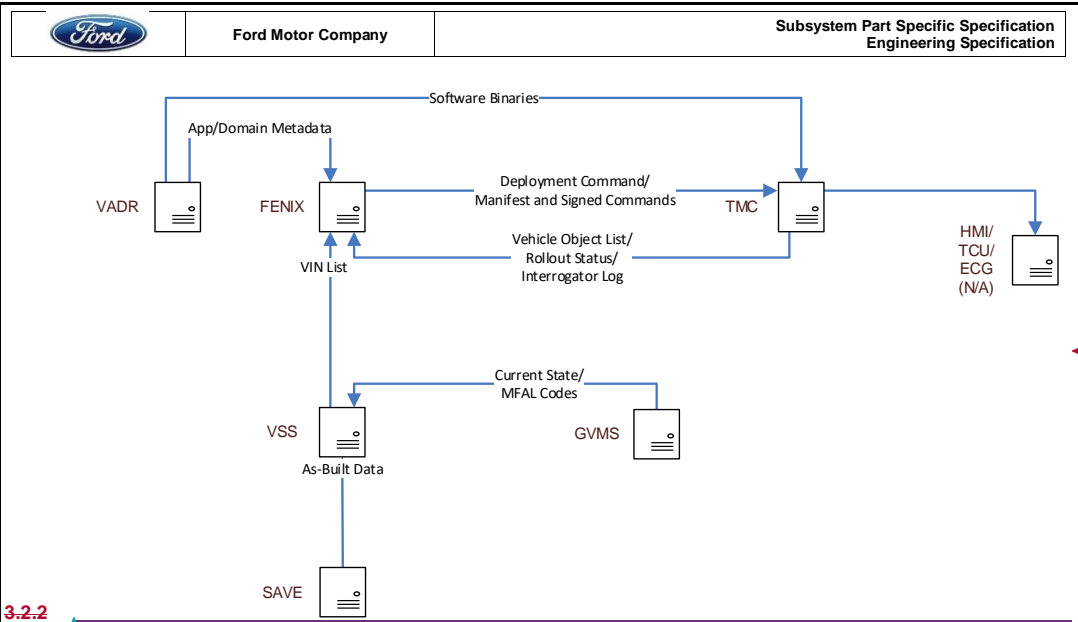 Ford
Ford Motor Company
Subsystem Part Specific Specification
Engineering Specification
Software Binaries
App/Domain Metadata
VADR
FENIX
Deployment Command/
Manifest and Signed Commands
TMC
HMI/
TCU/
ECG
(N/A)
Vehicle Object List/
Rollout Status/
Interrogator Log
VIN List
Current State/
MFAL Codes
VSS
GVMS
As-Built Data
SAVE
3.2.2